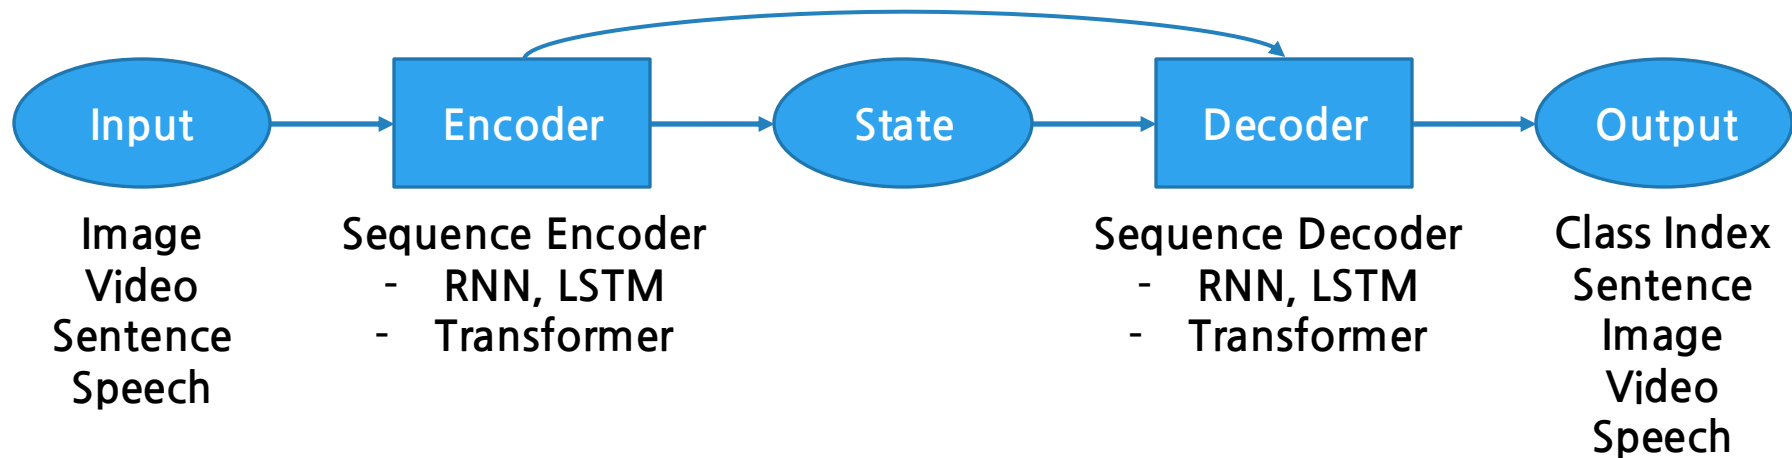 Input
Encoder
State
Decoder
Output
Image
Video
Sentence
Speech
Sequence Encoder
- RNN, LSTM
- Transformer
Sequence Decoder
- RNN, LSTM
- Transformer
Class Index
Sentence
Image
Video
Speech